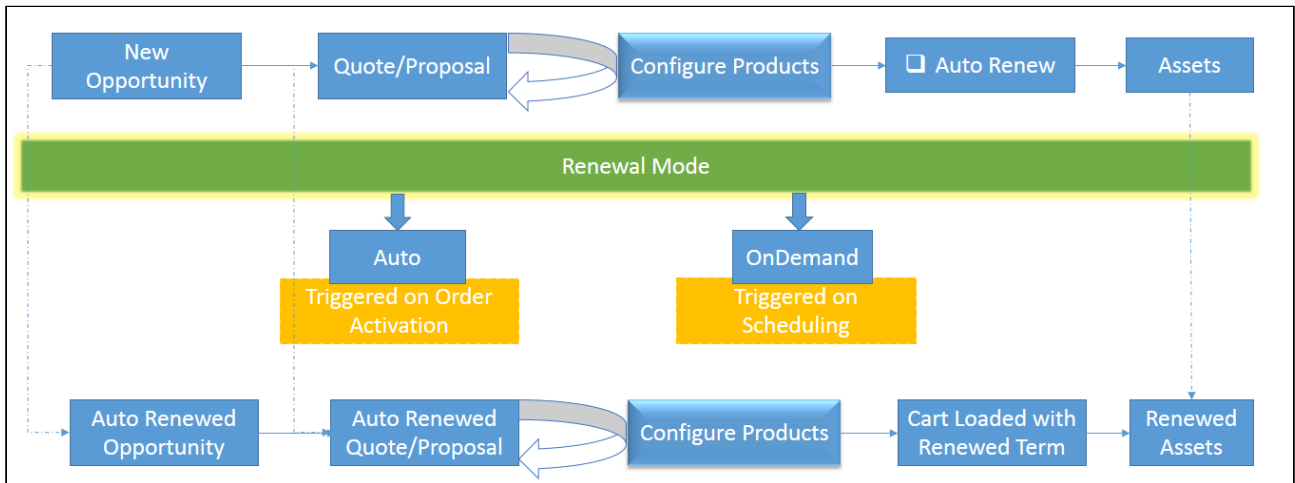 New
Opportunity
Quote/Proposal
Configure Products
❑ Auto Renew
Assets
Renewal Mode
Auto
Triggered on Order
Activation
OnDemand
Triggered on
Scheduling
Auto Renewed
Opportunity
Auto Renewed
Quote/Proposal
Configure Products
Cart Loaded with
Renewed Term
Renewed
Assets